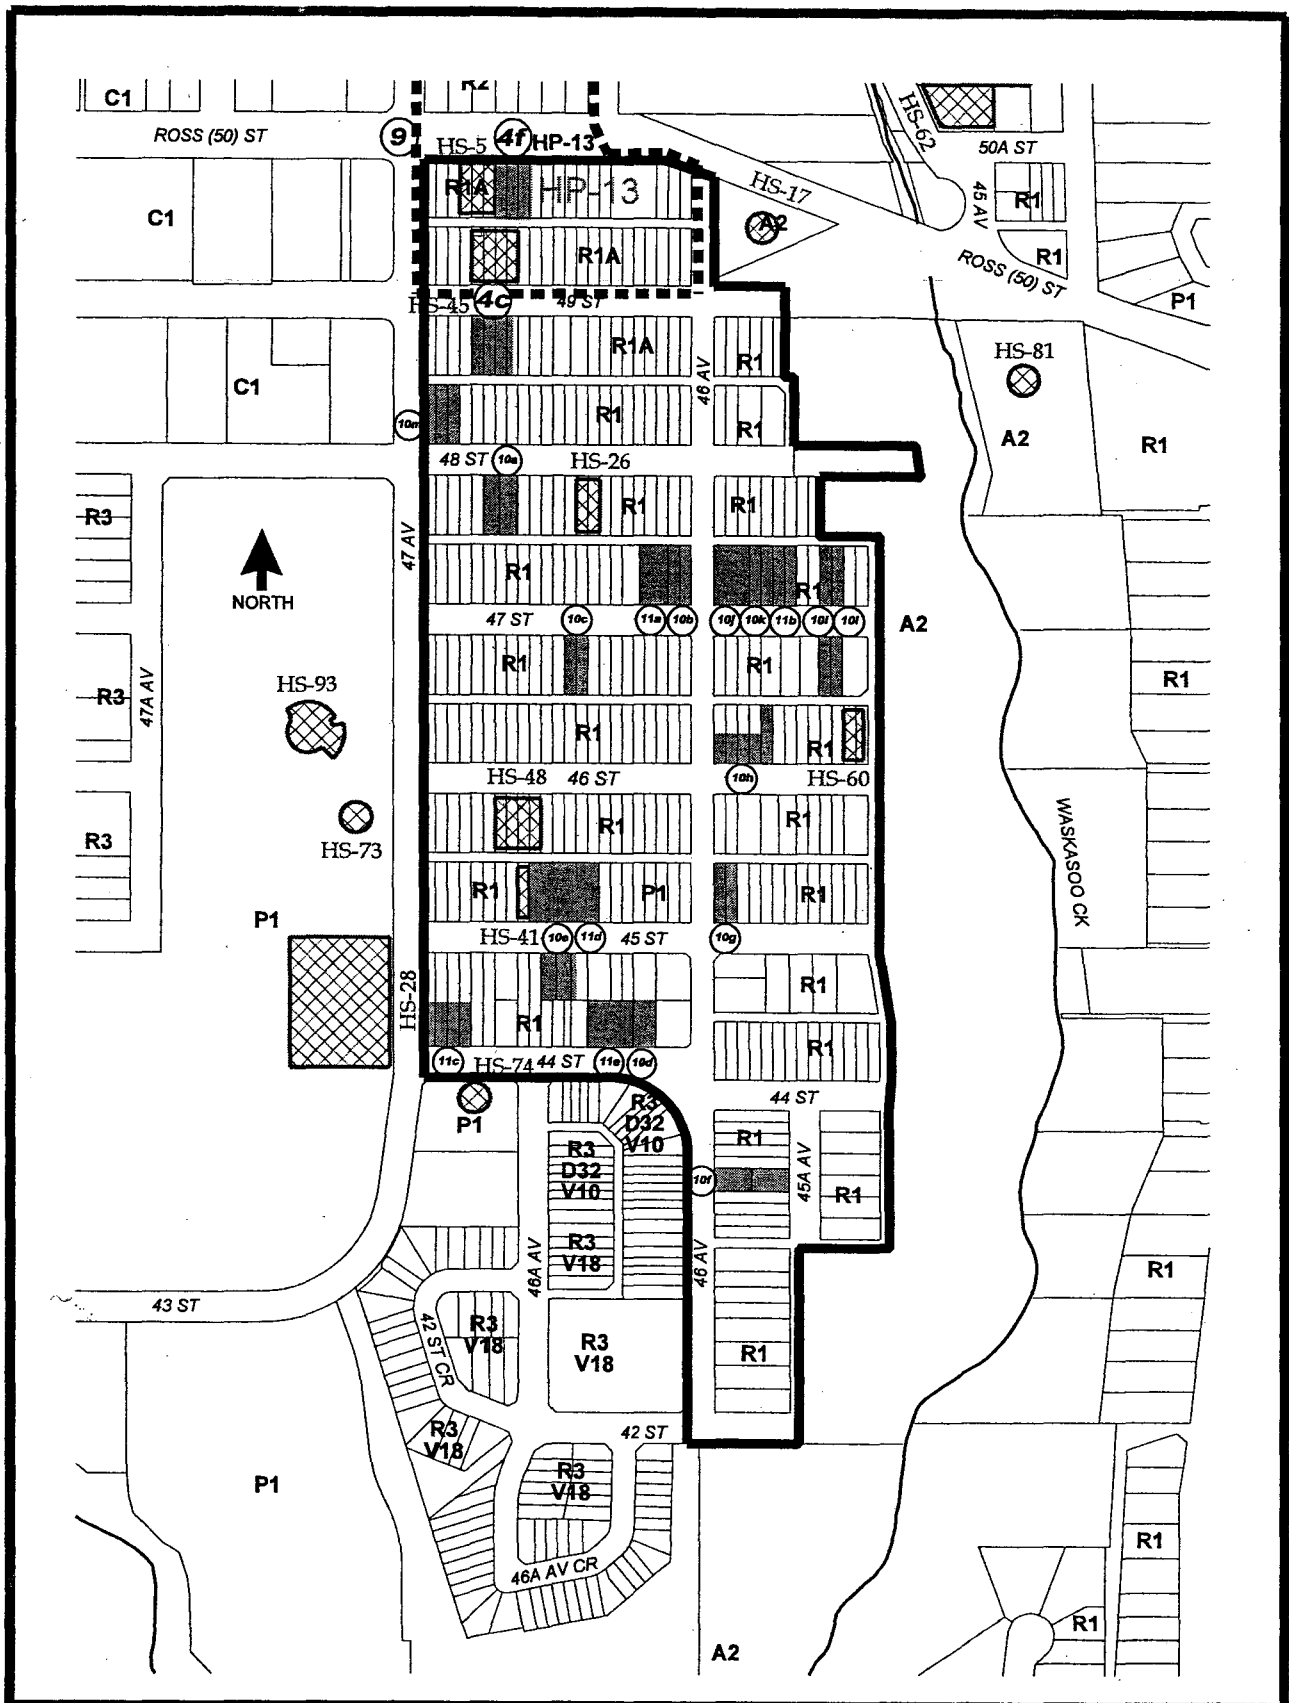 C1
R2
HS-62
ROSS (50) ST
9
HS-5
4f
HP-13
50A ST
R1A
HP-13
HS-17
45 AV
R1
C1
A2
R1A
R1
ROSS (50) ST
P1
HS-45
4c
49 ST
R1A
46 AV
R1
HS-81
C1
R1
R1
10m
A2
R1
48 ST
10a
HS-26
R3
R1
R1
47 AV
NORTH
R1
R1
47 ST
10c
11a
10b
10j
10k
11b
10i
10l
A2
R1
R1
HS-93
R3
47A AV
R1
R1
R1
HS-48
46 ST
10h
HS-60
R3
HS-73
R1
R1
WASKASOO CK
P1
R1
P1
R1
HS-41
10e
11d
45 ST
10g
HS-28
R1
R1
R1
11c
HS-74
44 ST
11e
10d
44 ST
P1
R3
D32
V10
R1
R3
D32
V10
10f
45A AV
R1
R3
V18
46A AV
46 AV
R1
43 ST
42 ST CR
R3
V18
R3
V18
R1
R3
V18
42 ST
P1
R3
V18
R1
46A AV CR
R1
A2